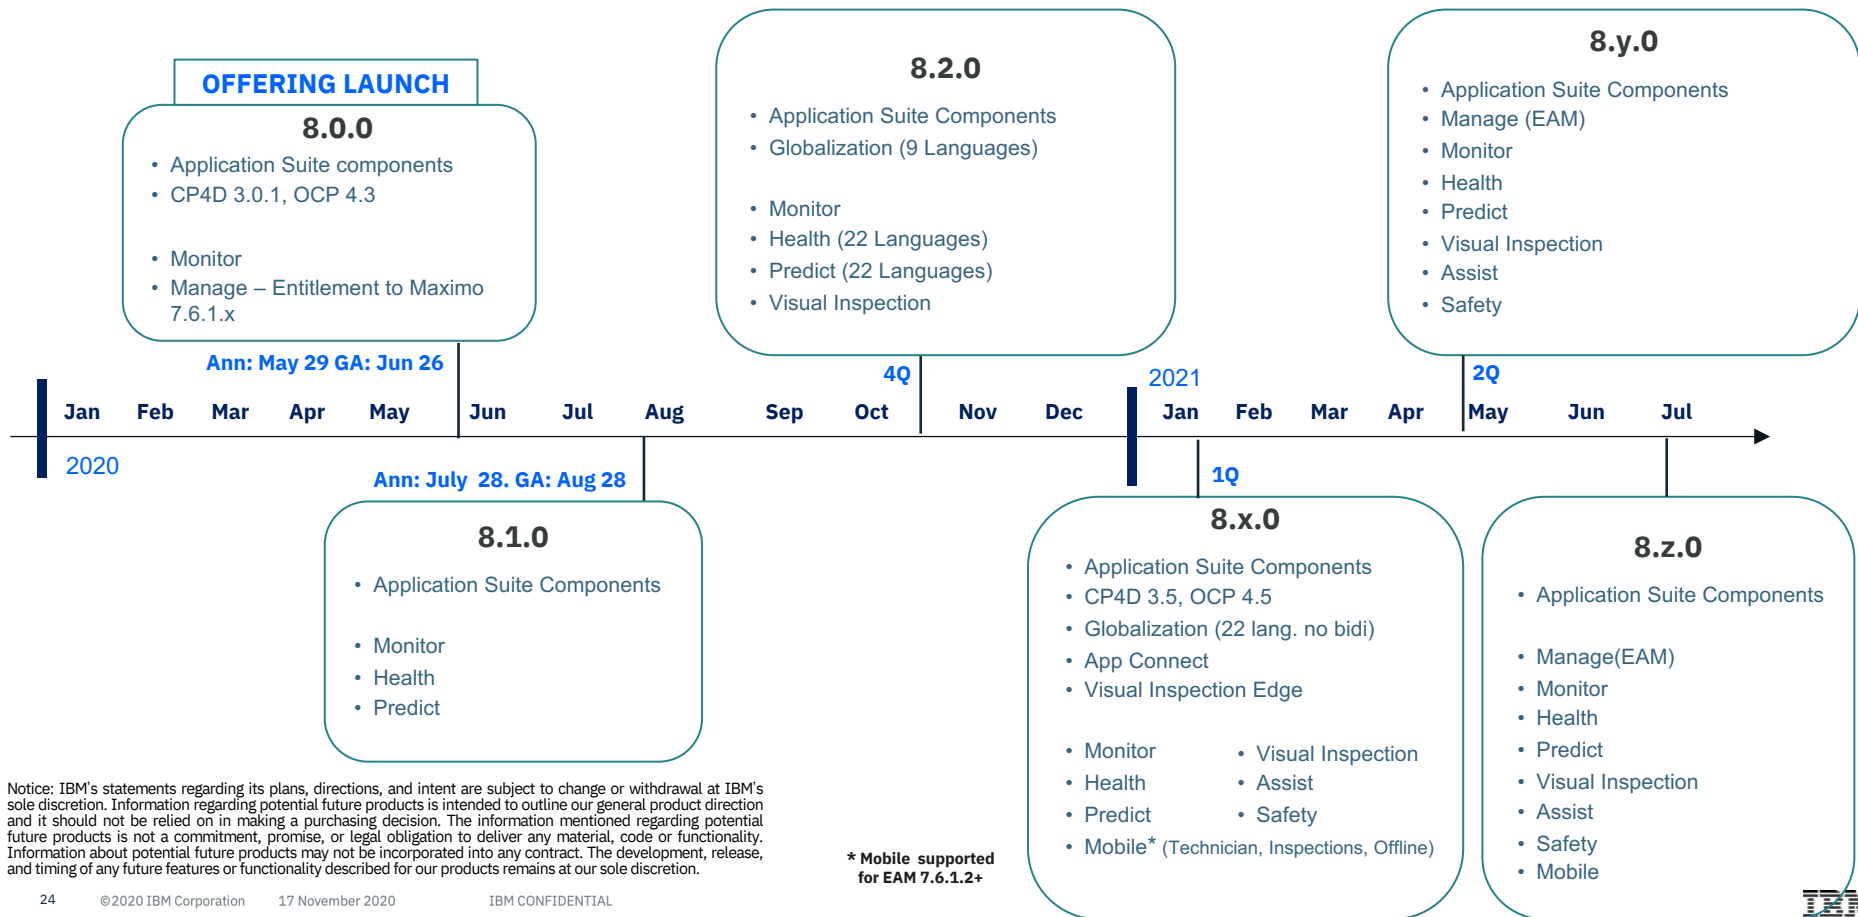 OFFERING LAUNCH
8.0.0
• Application Suite components
• CP4D 3.0.1, OCP 4.3
• Monitor
• Manage – Entitlement to Maximo
7.6.1.x
Ann: May 29 GA: Jun 26
8.2.0
• Application Suite Components
• Globalization (9 Languages)
• Monitor
• Health (22 Languages)
• Predict (22 Languages)
• Visual Inspection
4Q
8.y.0
• Application Suite Components
• Manage (EAM)
• Monitor
• Health
• Predict
• Visual Inspection
• Assist
• Safety
2Q
2021
Jan Feb Mar Apr May Jun Jul Aug Sep Oct Nov Dec Jan Feb Mar Apr May Jun Jul
2020
Ann: July 28. GA: Aug 28
8.1.0
• Application Suite Components
• Monitor
• Health
• Predict
1Q
8.x.0
• Application Suite Components
• CP4D 3.5, OCP 4.5
• Globalization (22 lang. no bidi)
• App Connect
• Visual Inspection Edge
• Monitor
• Health
• Predict
• Visual Inspection
• Assist
• Safety
• Mobile* (Technician, Inspections, Offline)
8.z.0
• Application Suite Components
• Manage(EAM)
• Monitor
• Health
• Predict
• Visual Inspection
• Assist
• Safety
• Mobile
Notice: IBM's statements regarding its plans, directions, and intent are subject to change or withdrawal at IBM's
sole discretion. Information regarding potential future products is intended to outline our general product direction
and it should not be relied on in making a purchasing decision. The information mentioned regarding potential
future products is not a commitment, promise, or legal obligation to deliver any material, code or functionality.
Information about potential future products may not be incorporated into any contract. The development, release,
and timing of any future features or functionality described for our products remains at our sole discretion.
* Mobile supported
for EAM 7.6.1.2+
24 ©2020 IBM Corporation 17 November 2020 IBM CONFIDENTIAL
IBM